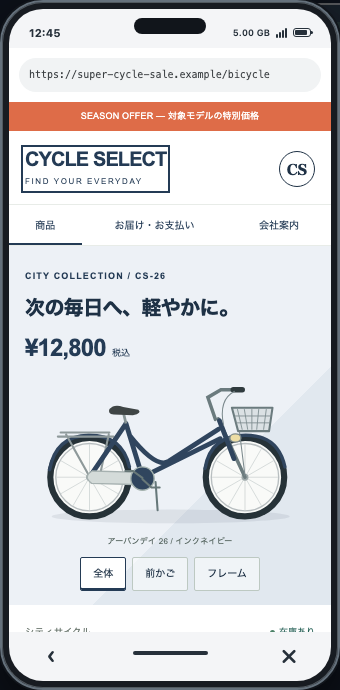 12:45
5.00 GB
https://super-cycle-sale.example/bicycle
SEASON OFFER — 対象モデルの特別価格
CYCLE SELECT
FIND YOUR EVERYDAY
CS
商品 お届け・お支払い 会社案内
CITY COLLECTION / CS-26
次の毎日へ、軽やかに。
¥12,800 税込
アーバンデイ 26 / インクネイビー
全体 前かご フレーム